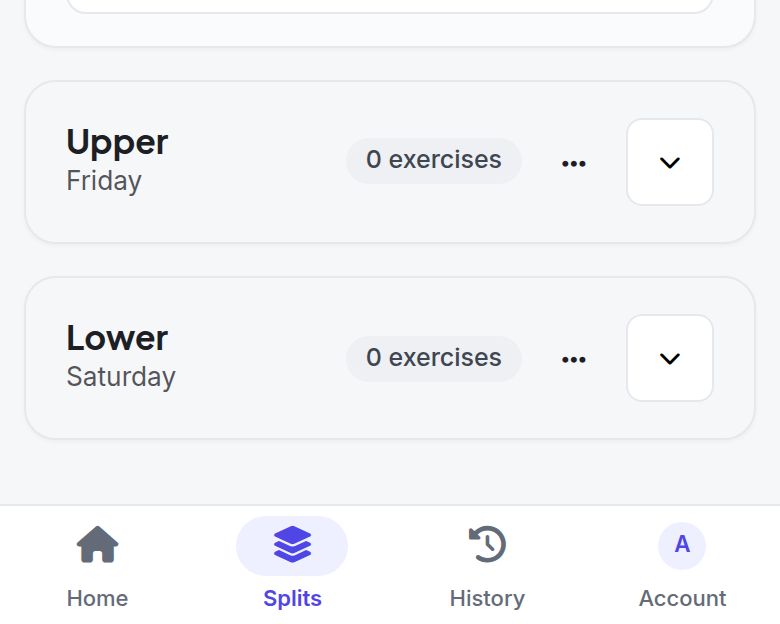 Upper
Friday
0 exercises
Lower
Saturday
0 exercises
Home
Splits
History
A
Account